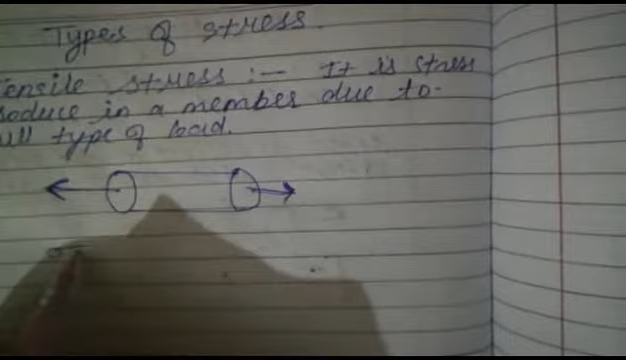 Types of stress
ensile stress :- It is stress
roduce in a member due to
ull type of load.